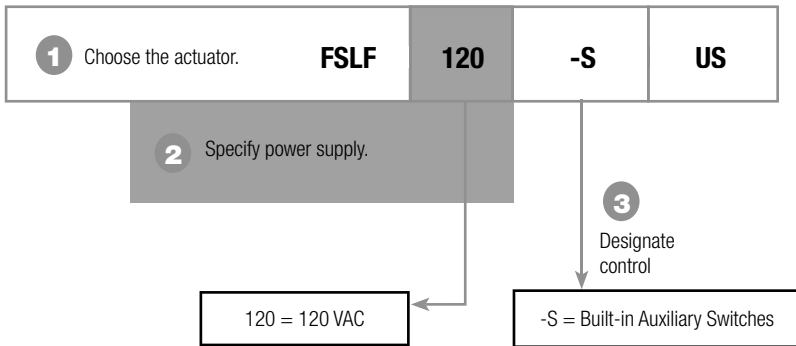 1 Choose the actuator. FSLF 120 -S US
2 Specify power supply.
3
Designate
control
120 = 120 VAC
-S = Built-in Auxiliary Switches